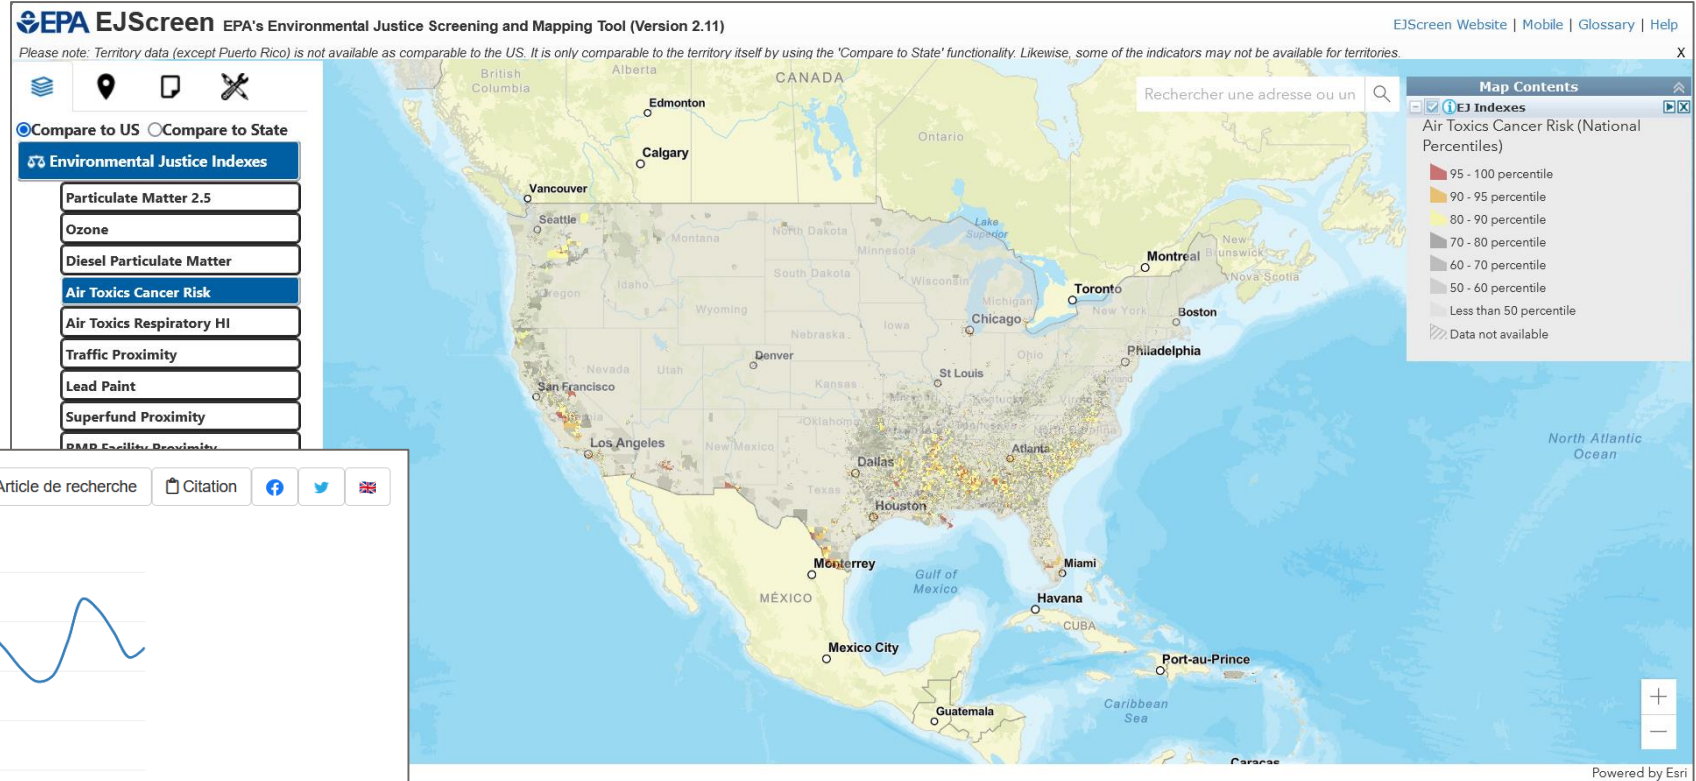 EPA EJScreen EPA's Environmental Justice Screening and Mapping Tool (Version 2.11)
EJScreen Website | Mobile | Glossary | Help
Please note: Territory data (except Puerto Rico) is not available as comparable to the US. It is only comparable to the territory itself by using the 'Compare to State' functionality. Likewise, some of the indicators may not be available for territories.
X
Compare to US Compare to State
Environmental Justice Indexes
Particulate Matter 2.5
Ozone
Diesel Particulate Matter
Air Toxics Cancer Risk
Air Toxics Respiratory HI
Traffic Proximity
Lead Paint
Superfund Proximity
RMP Facility Proximity
Article de recherche
Citation
Rechercher une adresse ou un
Map Contents
EJ Indexes
Air Toxics Cancer Risk (National
Percentiles)
95 - 100 percentile
90 - 95 percentile
80 - 90 percentile
70 - 80 percentile
60 - 70 percentile
50 - 60 percentile
Less than 50 percentile
Data not available
British
Columbia
Alberta
CANADA
Edmonton
Ontario
Calgary
Vancouver
Seattle
Montana
North Dakota
Minnesota
Lake
Superior
Montreal
New
Brunswick
Nova Scotia
Oregon
Idaho
South Dakota
Wisconsin
Michigan
Toronto
Wyoming
New York
Boston
Nebraska
Iowa
Chicago
Nevada
Utah
Denver
Ohio
Philadelphia
San Francisco
Kansas
St Louis
Kentucky
Los Angeles
New Mexico
Oklahoma
Atlanta
Dallas
Texas
Houston
North Atlantic
Ocean
Monterrey
Miami
MÉXICO
Gulf of
Mexico
Havana
CUBA
Mexico City
Port-au-Prince
Guatemala
Caribbean
Sea
Caracas
Powered by Esri